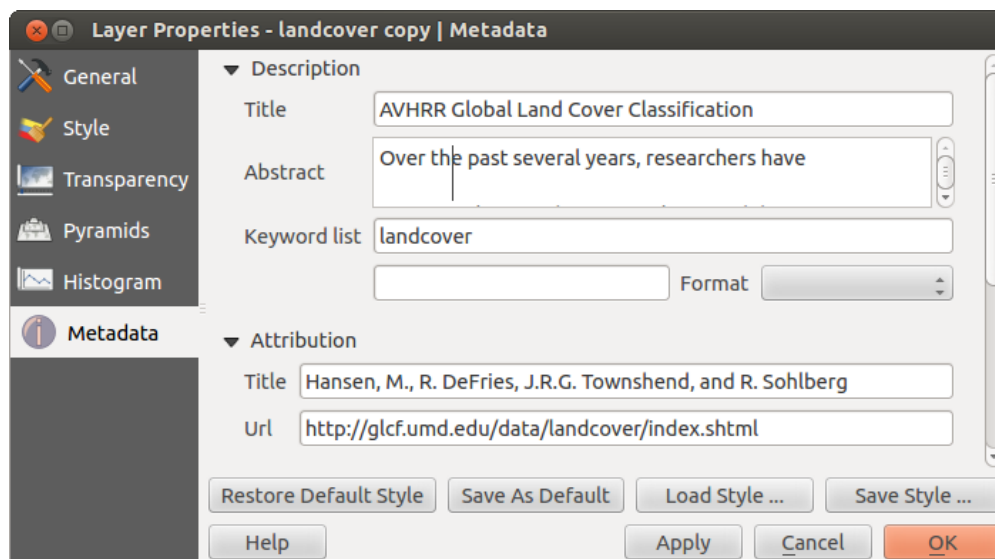 Layer Properties - landcover copy | Metadata
General
Style
Transparency
Pyramids
Histogram
Metadata
Description
Title AVHRR Global Land Cover Classification
Abstract Over the past several years, researchers have
Keyword list landcover
Format
Attribution
Title Hansen, M., R. DeFries, J.R.G. Townshend, and R. Sohlberg
Url http://glcf.umd.edu/data/landcover/index.shtml
Restore Default Style Save As Default Load Style ... Save Style ...
Help Apply Cancel OK